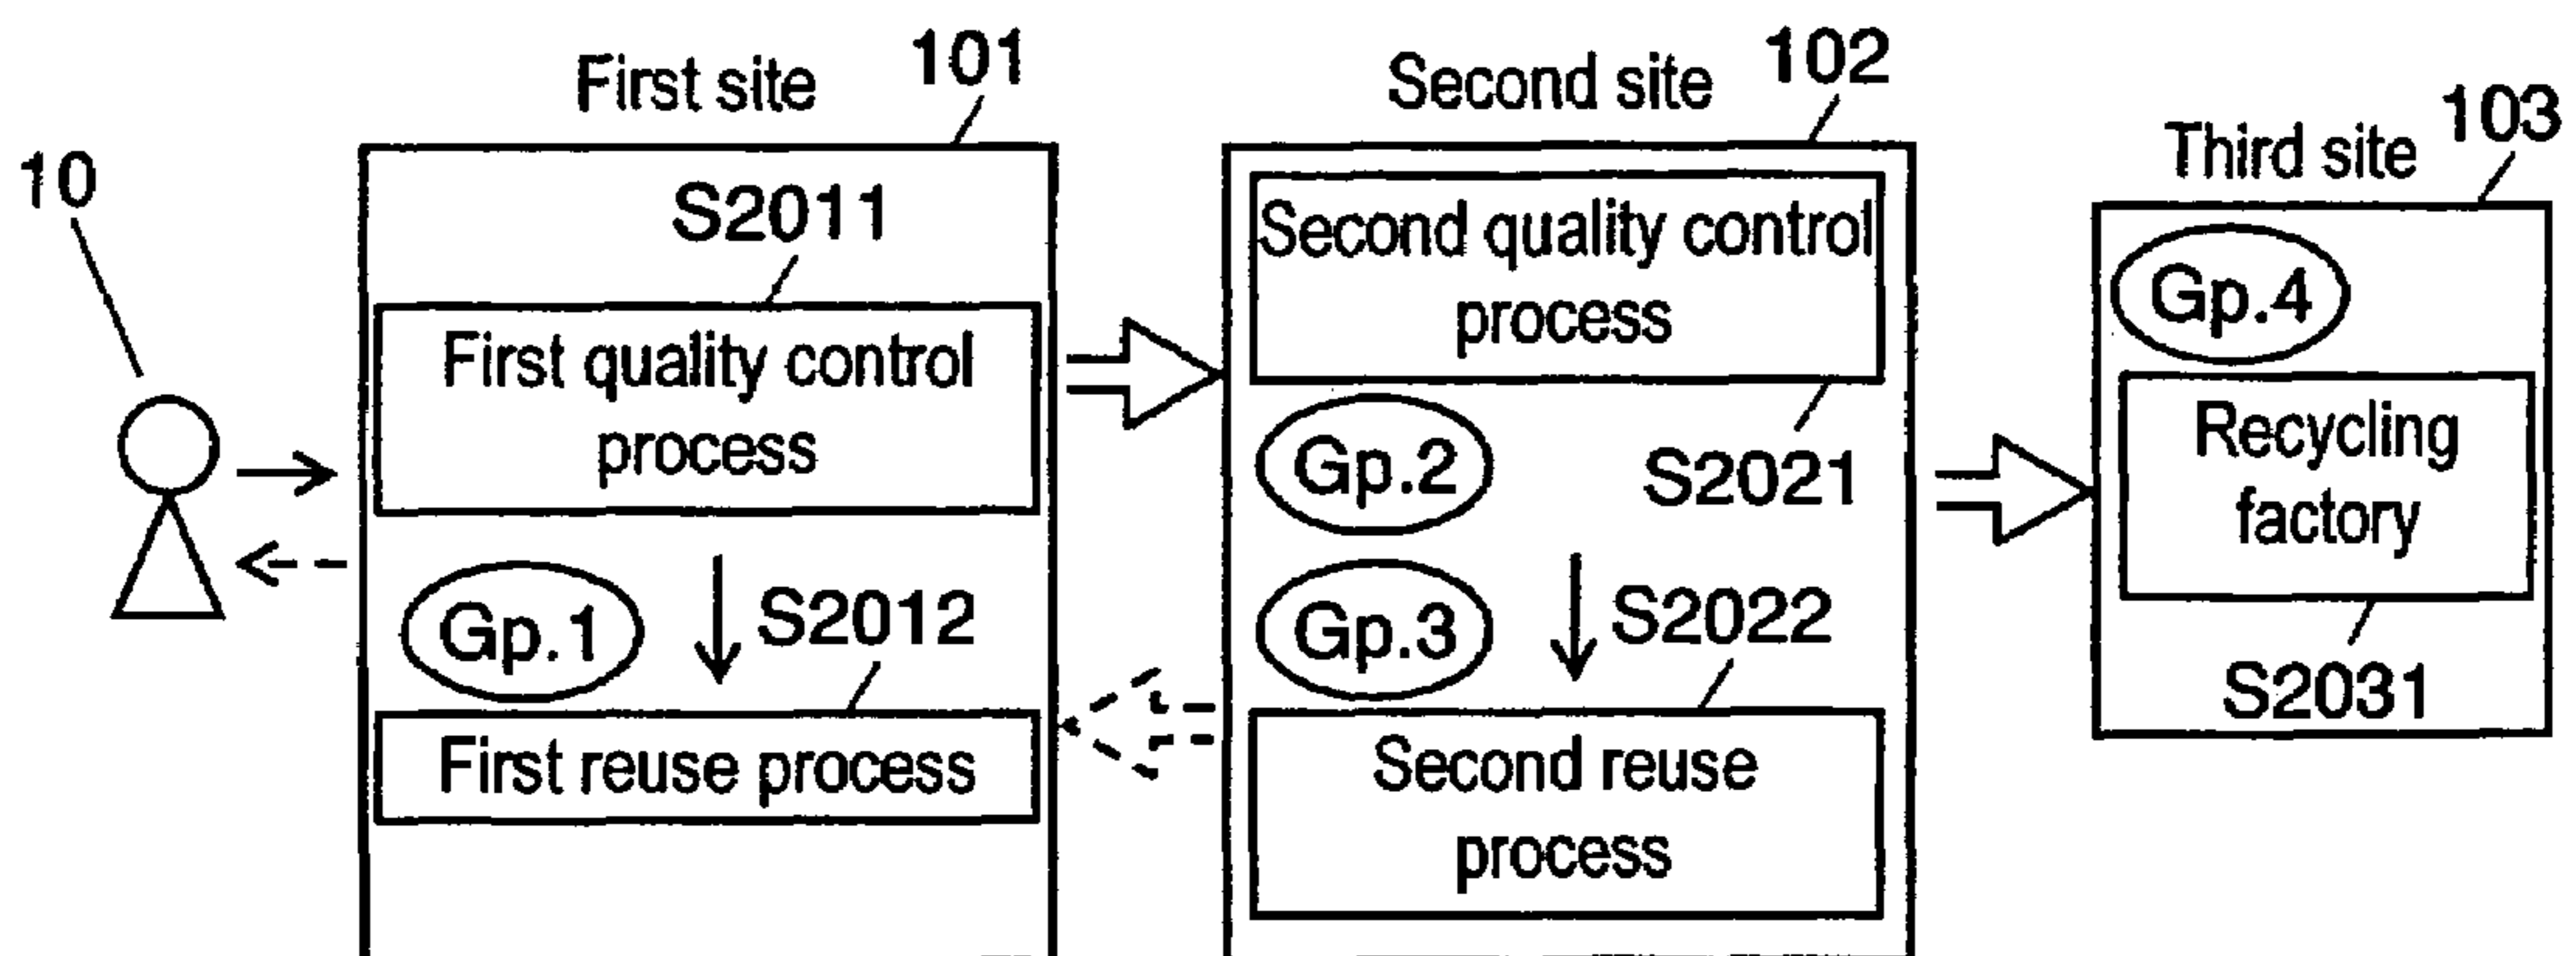 10
First site
101
S2011
First quality control
process
Gp.1
S2012
First reuse process
Second site
102
Second quality control
process
Gp.2
S2021
Gp.3
S2022
Second reuse
process
Third site
103
Gp.4
Recycling
factory
S2031